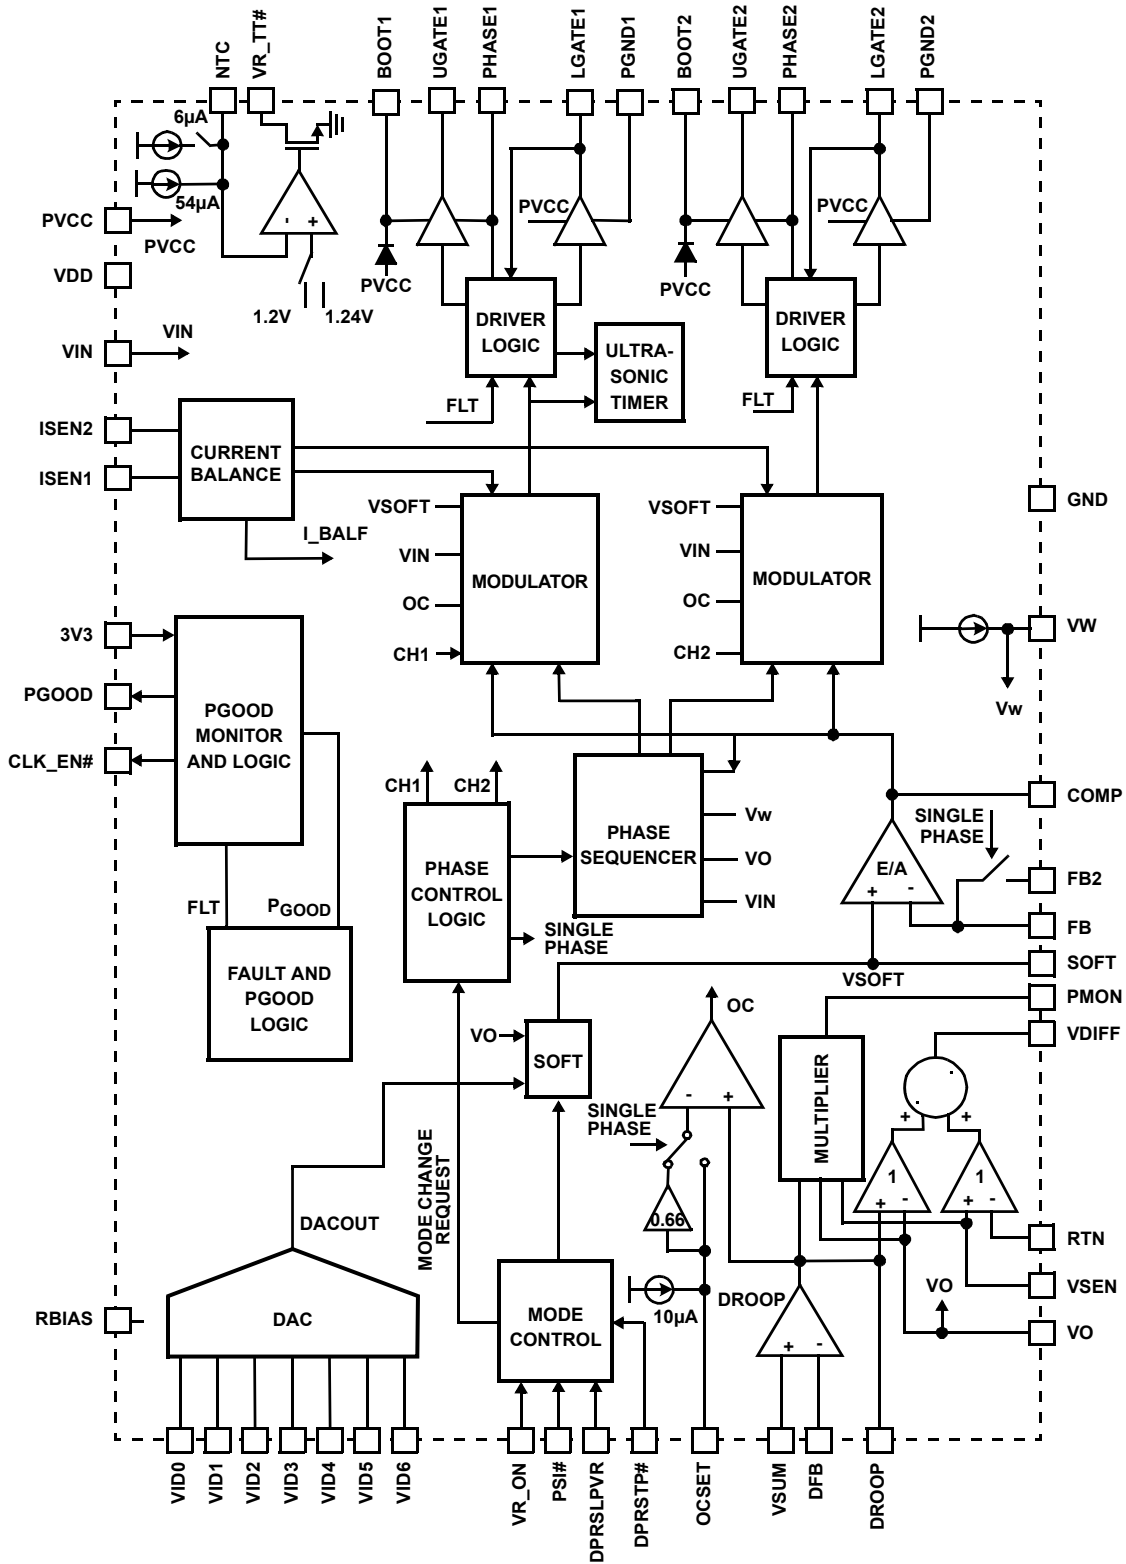 NTC
VR_TT#
BOOT1
UGATE1
PHASE1
LGATE1
PGND1
BOOT2
UGATE2
PHASE2
LGATE2
PGND2
6µA
54µA
PVCC
PVCC
- +
1.2V
1.24V
PVCC
PVCC
PVCC
PVCC
VDD
VIN
VIN
DRIVER
LOGIC
ULTRA-
SONIC
TIMER
DRIVER
LOGIC
FLT
FLT
ISEN2
ISEN1
CURRENT
BALANCE
I_BALF
VSOFT
VIN
OC
CH1
MODULATOR
VSOFT
VIN
OC
CH2
MODULATOR
GND
VW
Vw
3V3
PGOOD
CLK_EN#
PGOOD
MONITOR
AND LOGIC
FLT
PGOOD
FAULT AND
PGOOD
LOGIC
CH1
CH2
PHASE
CONTROL
LOGIC
SINGLE
PHASE
PHASE
SEQUENCER
Vw
VO
VIN
E/A
+ -
SINGLE
PHASE
COMP
FB2
FB
SOFT
VSOFT
PMON
VDIFF
VO
SOFT
OC
- +
SINGLE
PHASE
0.66
MULTIPLIER
+ +
1
+ -
1
+ -
RTN
VSEN
VO
VO
MODE CHANGE
REQUEST
DACOUT
DAC
RBIAS
MODE
CONTROL
10µA
DROOP
+ -
VID0
VID1
VID2
VID3
VID4
VID5
VID6
VR_ON
PSI#
DPRSLPVR
DPRSTP#
OCSET
VSUM
DFB
DROOP